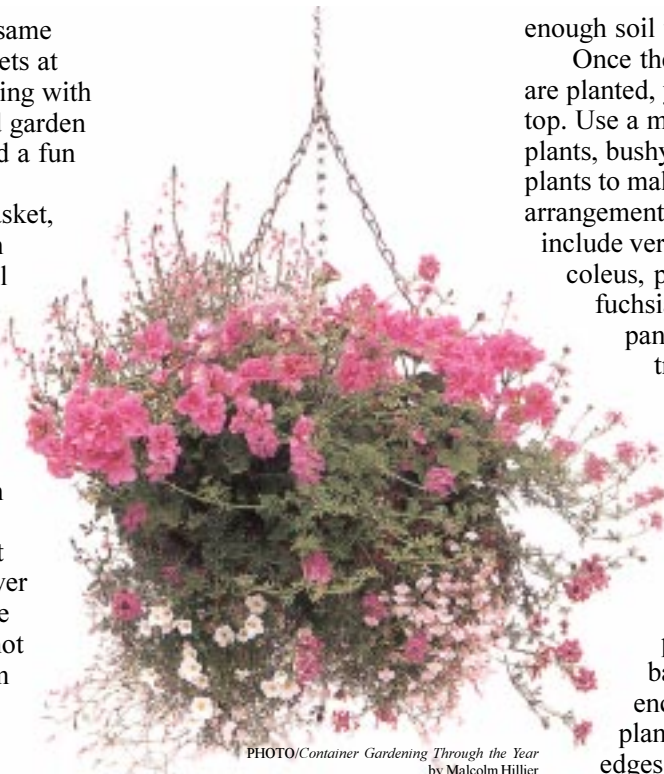 same
ets at
ing with
garden
d a fun
sket,
n
l
n
t
ver
e
not
n
enough soil
Once the
are planted,
top. Use a m
plants, bushy
plants to mal
arrangement
include ver
coleus, p
fuchsi
pan
t
p
ba
enc
plan
edges
PHOTO/Container Gardening Through the Year
by Malcolm Hillier